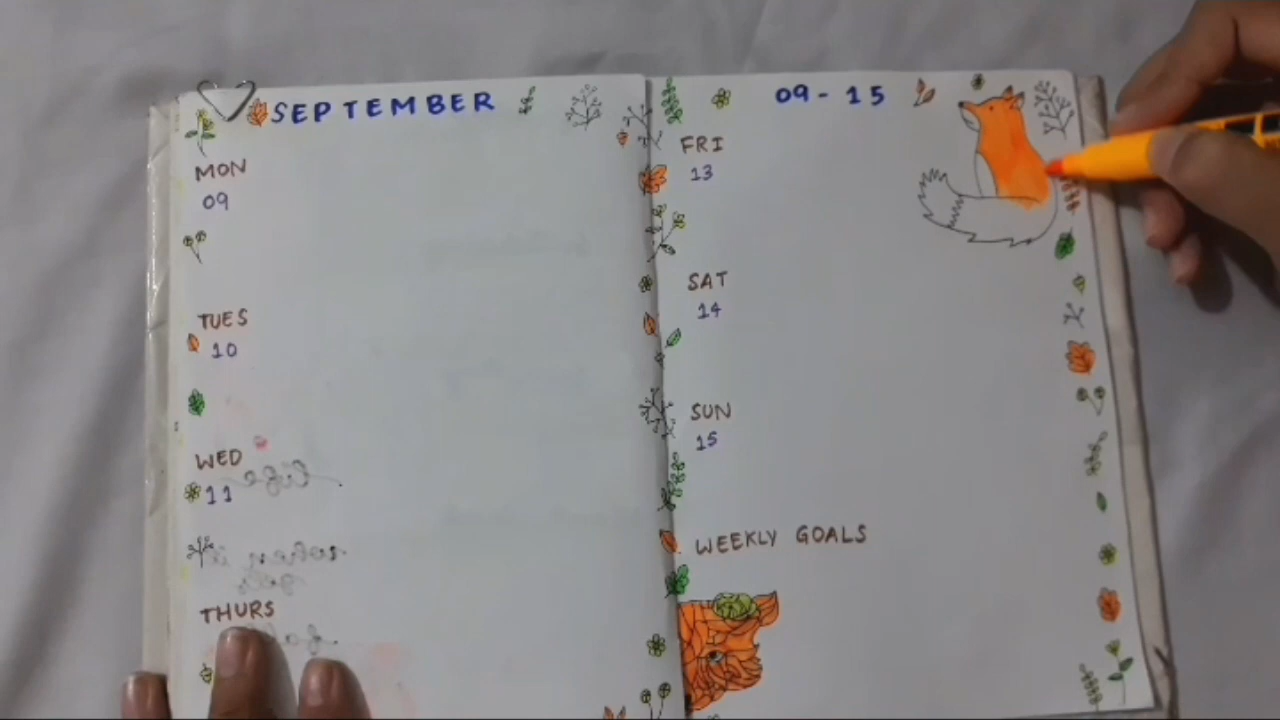 SEPTEMBER
MON
09
TUES
10
WED
11
THURS
09 - 15
FRI
13
SAT
14
SUN
15
WEEKLY GOALS